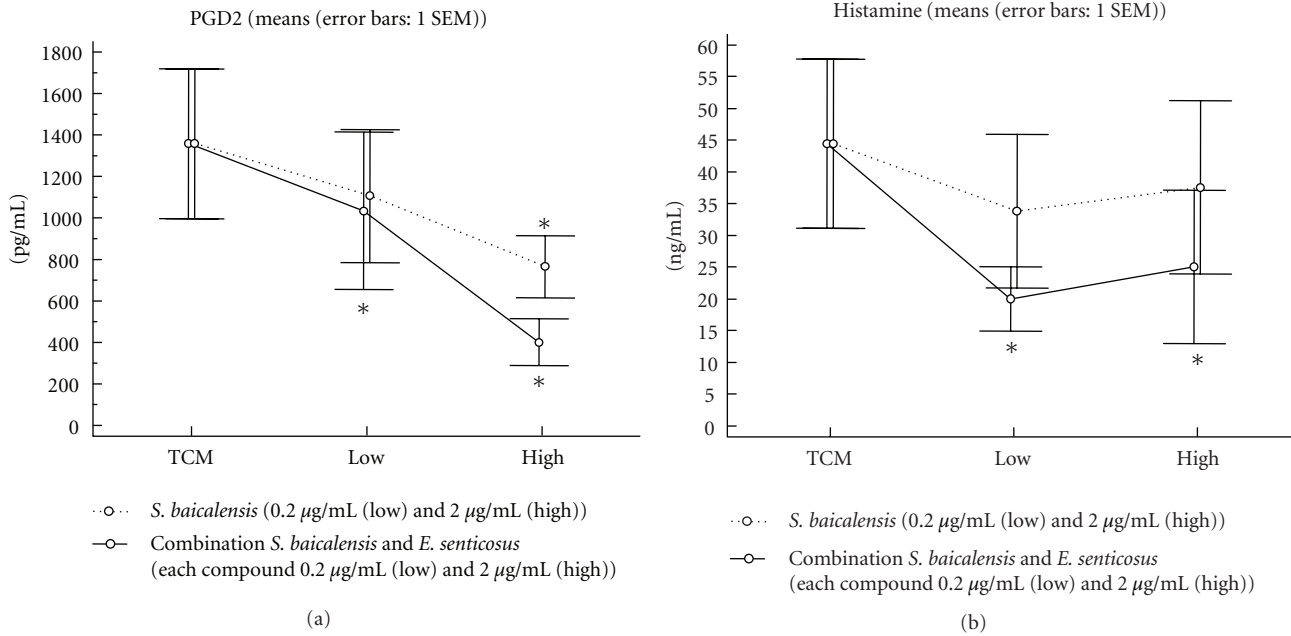 PGD2 (means (error bars: 1 SEM))
1800
1600
1400
1200
1000
800
600
400
200
0
(pg/mL)
*
*
*
TCM Low High
S. baicalensis (0.2 μg/mL (low) and 2 μg/mL (high))
Combination S. baicalensis and E. senticosus
(each compound 0.2 μg/mL (low) and 2 μg/mL (high))
(a)
Histamine (means (error bars: 1 SEM))
60
55
50
45
40
35
30
25
20
15
10
5
0
(ng/mL)
*
*
TCM Low High
S. baicalensis (0.2 μg/mL (low) and 2 μg/mL (high))
Combination S. baicalensis and E. senticosus
(each compound 0.2 μg/mL (low) and 2 μg/mL (high))
(b)